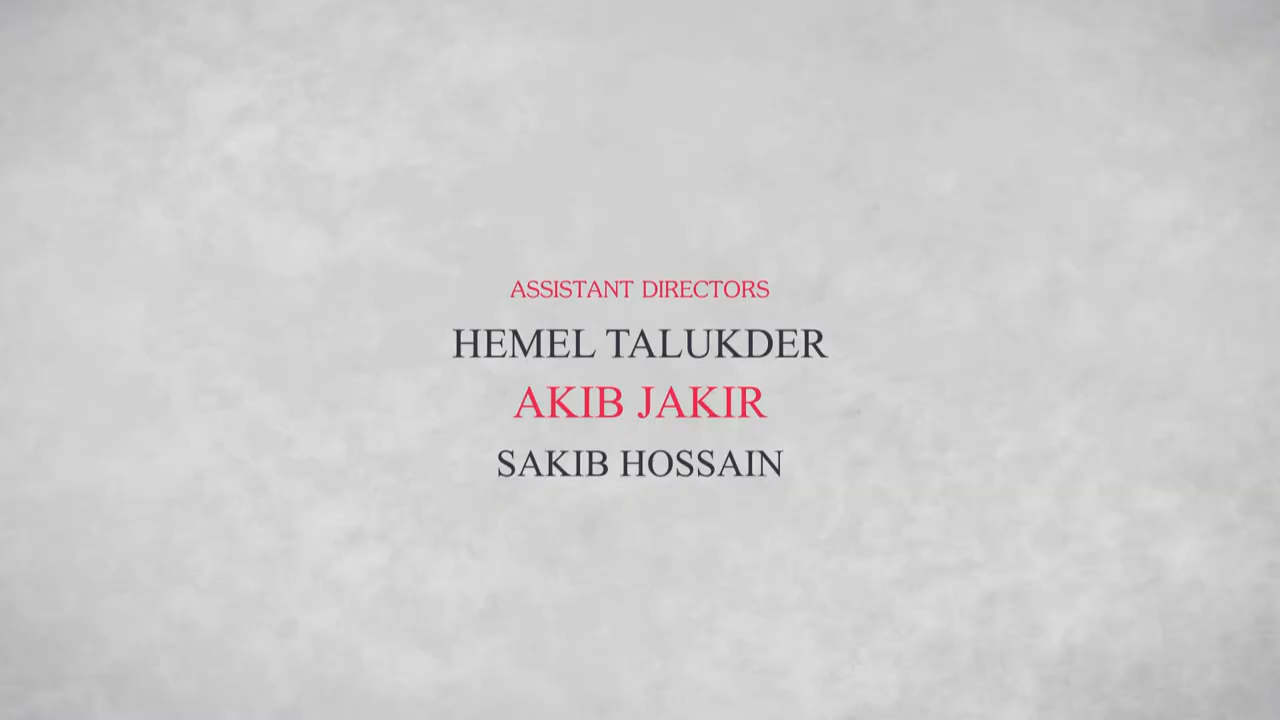 ASSISTANT DIRECTORS
HEMEL TALUKDER
AKIB JAKIR
SAKIB HOSSAIN